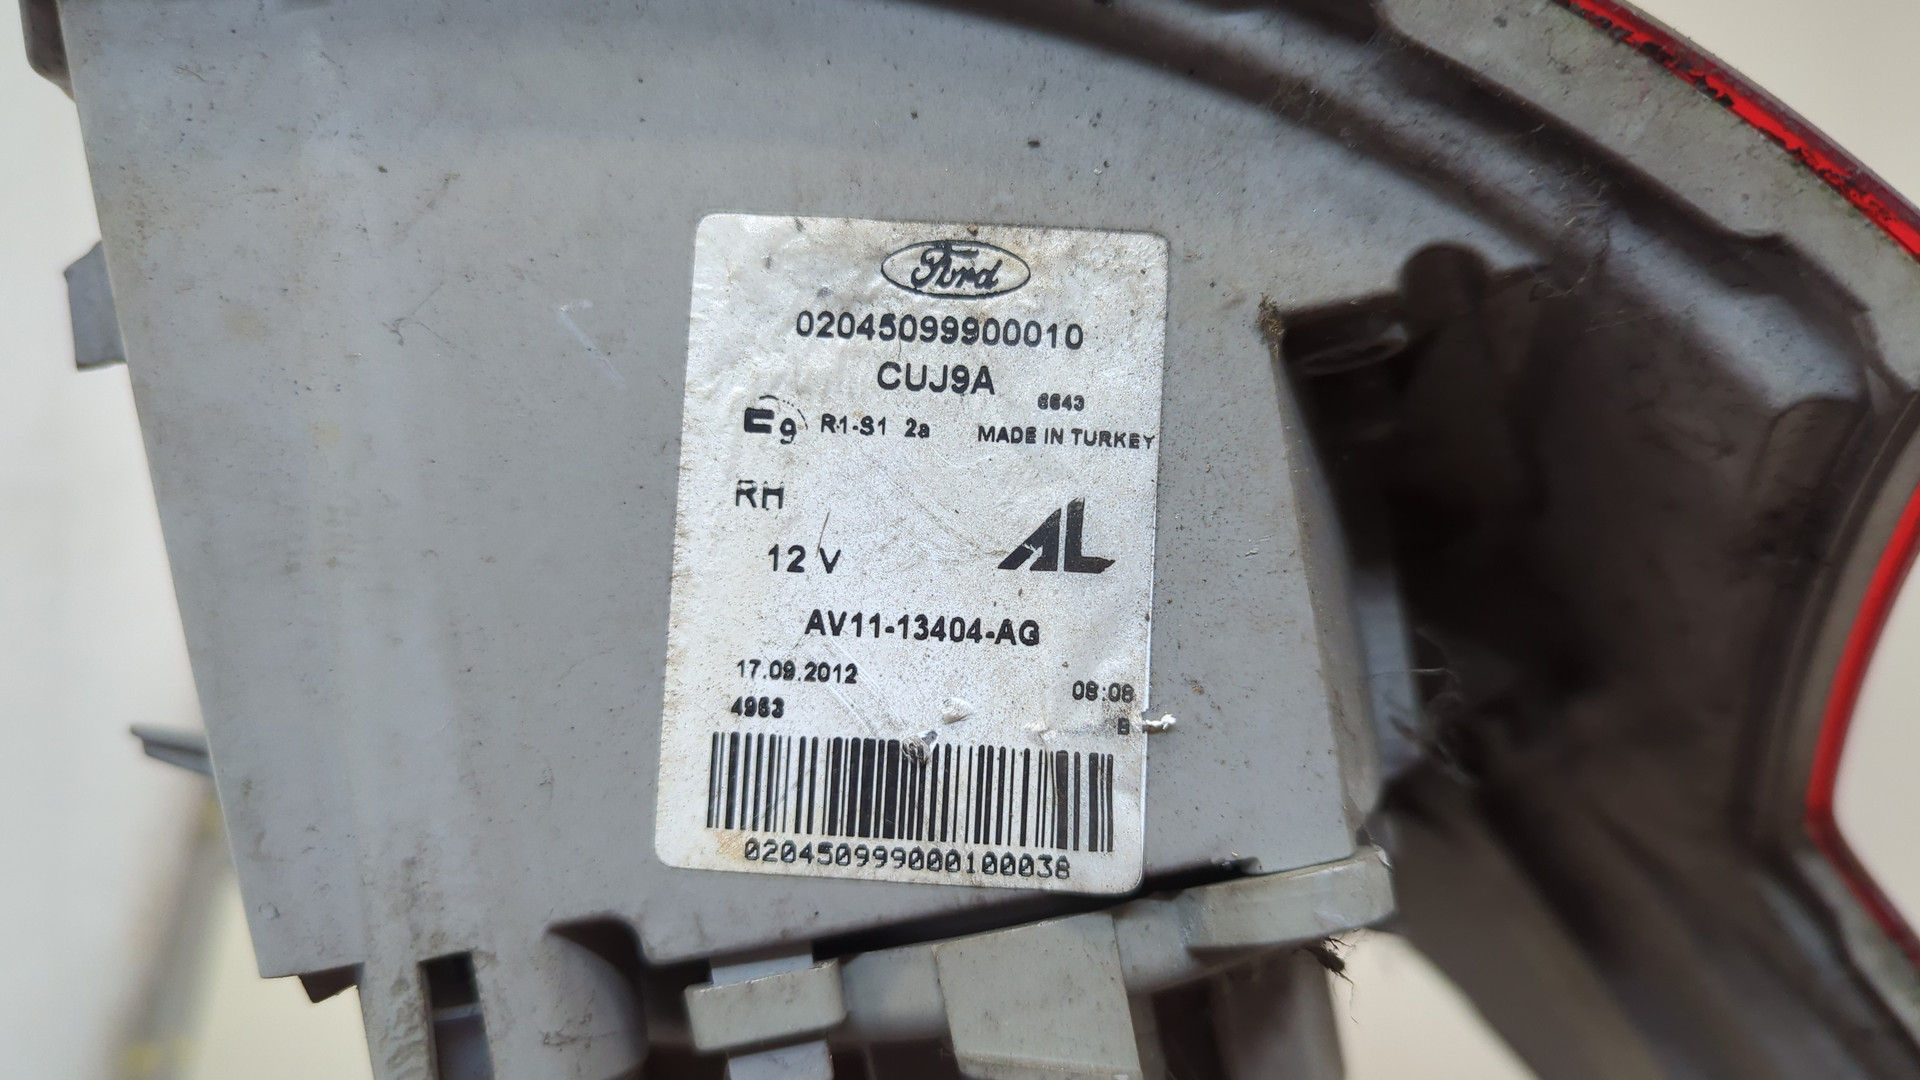 Ford
02045099900010
CUJ9A
6643
E9 R1-S1 2a MADE IN TURKEY
RH
12 V AL
AV11-13404-AG
17.09.2012 08:08
4963 B
020450999000100038